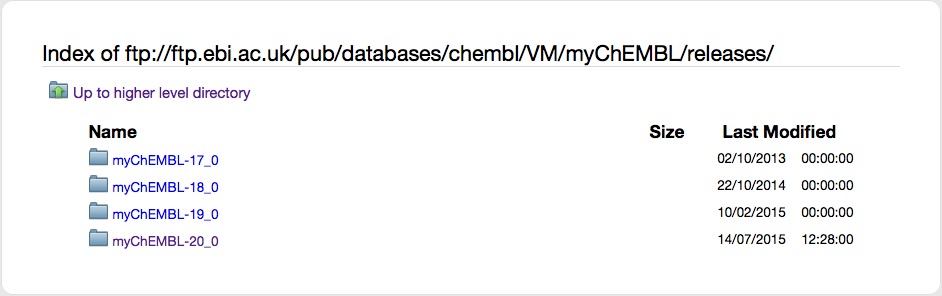 Index of ftp://ftp.ebi.ac.uk/pub/databases/chembl/VM/myChEMBL/releases/
Up to higher level directory
Name Size Last Modified
myChEMBL-17_0 02/10/2013 00:00:00
myChEMBL-18_0 22/10/2014 00:00:00
myChEMBL-19_0 10/02/2015 00:00:00
myChEMBL-20_0 14/07/2015 12:28:00